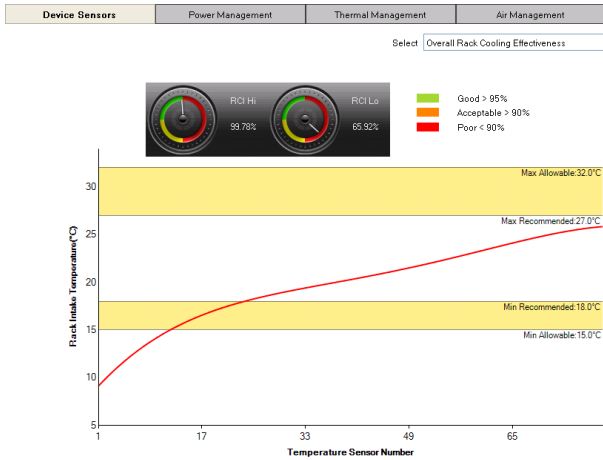 Device Sensors Power Management Thermal Management Air Management
Select Overall Rack Cooling Effectiveness
RCI Hi RCI Lo
99.78% 65.92%
Good > 95%
Acceptable > 90%
Poor < 90%
Max Allowable:32.0°C
30
Max Recommended:27.0°C
25
20
Min Recommended:18.0°C
15
Min Allowable:15.0°C
10
5
Rack Intake Temperature(°C)
1 17 33 49 65
Temperature Sensor Number